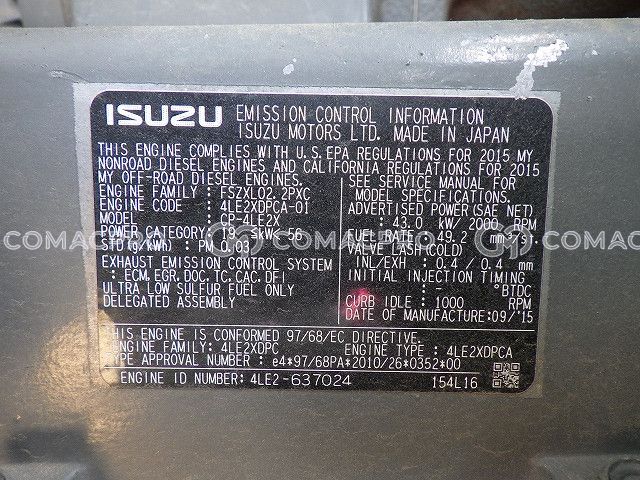 ISUZU EMISSION CONTROL INFORMATION
ISUZU MOTORS LTD. MADE IN JAPAN
THIS ENGINE COMPLIES WITH U.S.EPA REGULATIONS FOR 2015 MY
NONROAD DIESEL ENGINES AND CALIFORNIA REGULATIONS FOR 2015
MY OFF-ROAD DIESEL ENGINES.
ENGINE FAMILY : FSZXL02.2PXC
ENGINE CODE : 4LE2XDPCA-01
MODEL : CP-4LE2X
POWER CATEGORY : 19≤kW<56
STD (g/kWh) : PM 0.03
EXHAUST EMISSION CONTROL SYSTEM
: ECM,EGR,DOC,TC,CAC,DFI
ULTRA LOW SULFUR FUEL ONLY
DELEGATED ASSEMBLY
SEE SERVICE MANUAL FOR
MODEL SPECIFICATIONS.
ADVERTISED POWER(SAE NET)
: 43.0 kW/ 2000 RPM
FUEL RATE: 49.2 mm³/st
VALVE LASH(COLD)
IN/EXH : 0.4/ 0.4 mm
INITIAL INJECTION TIMING
: - °BTDC
CURB IDLE : 1000 RPM
DATE OF MANUFACTURE:09/'15
THIS ENGINE IS CONFORMED 97/68/EC DIRECTIVE.
ENGINE FAMILY: 4LE2XDPC ENGINE TYPE : 4LE2XDPCA
TYPE APPROVAL NUMBER : e4*97/68PA*2010/26*0352*00
ENGINE ID NUMBER: 4LE2-637024 154L16